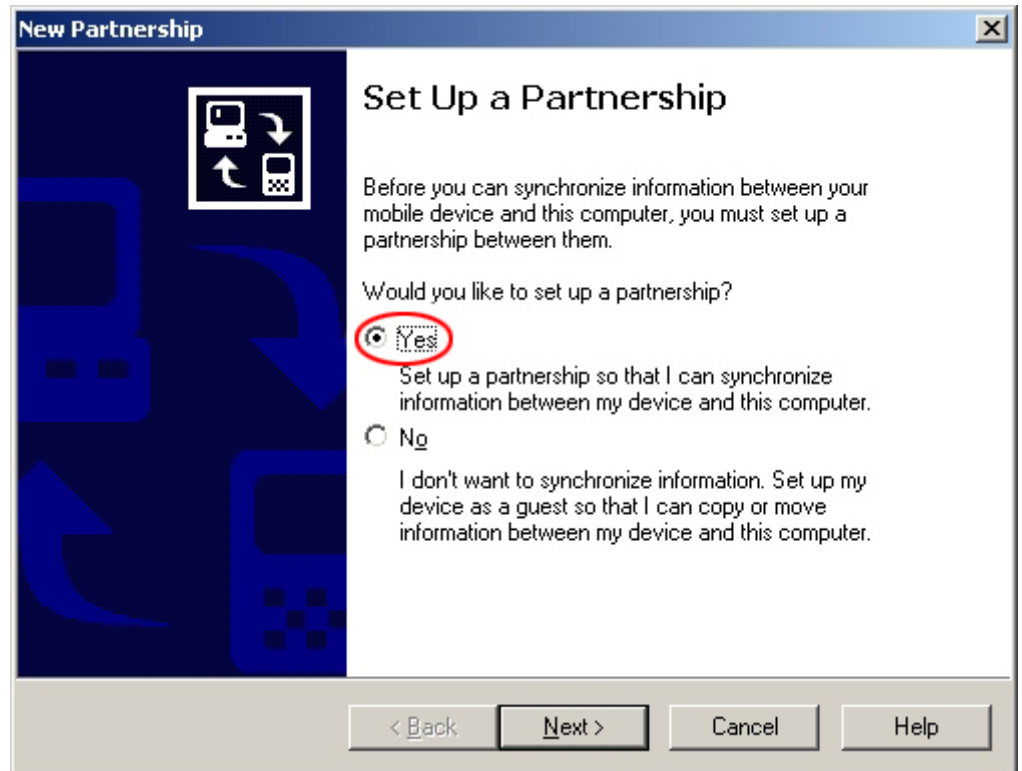 New Partnership
Set Up a Partnership
Before you can synchronize information between your
mobile device and this computer, you must set up a
partnership between them.
Would you like to set up a partnership?
Yes
Set up a partnership so that I can synchronize
information between my device and this computer.
No
I don't want to synchronize information. Set up my
device as a guest so that I can copy or move
information between my device and this computer.
< Back Next > Cancel Help